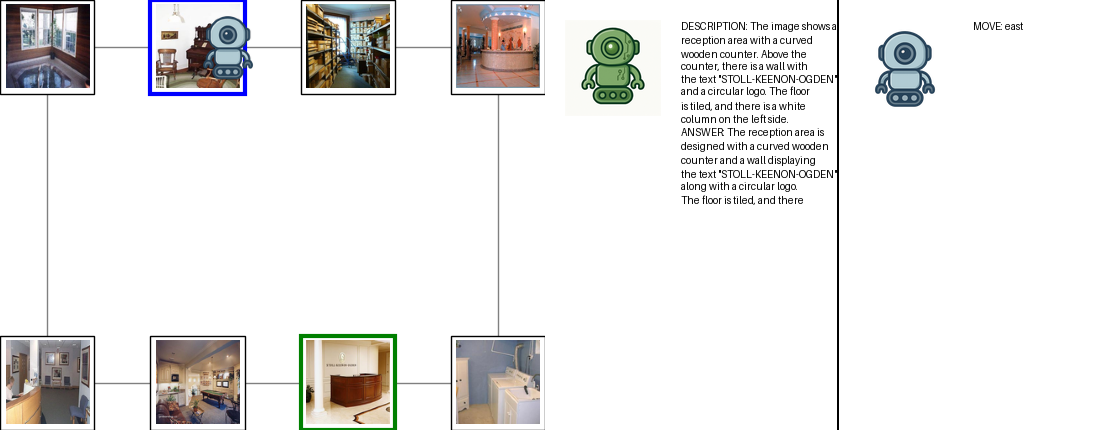 DESCRIPTION: The image shows a
reception area with a curved
wooden counter. Above the
counter, there is a wall with
the text "STOLL-KEENON-OGDEN"
and a circular logo. The floor
is tiled, and there is a white
column on the left side.
ANSWER: The reception area is
designed with a curved wooden
counter and a wall displaying
the text "STOLL-KEENON-OGDEN"
along with a circular logo.
The floor is tiled, and there
MOVE: east